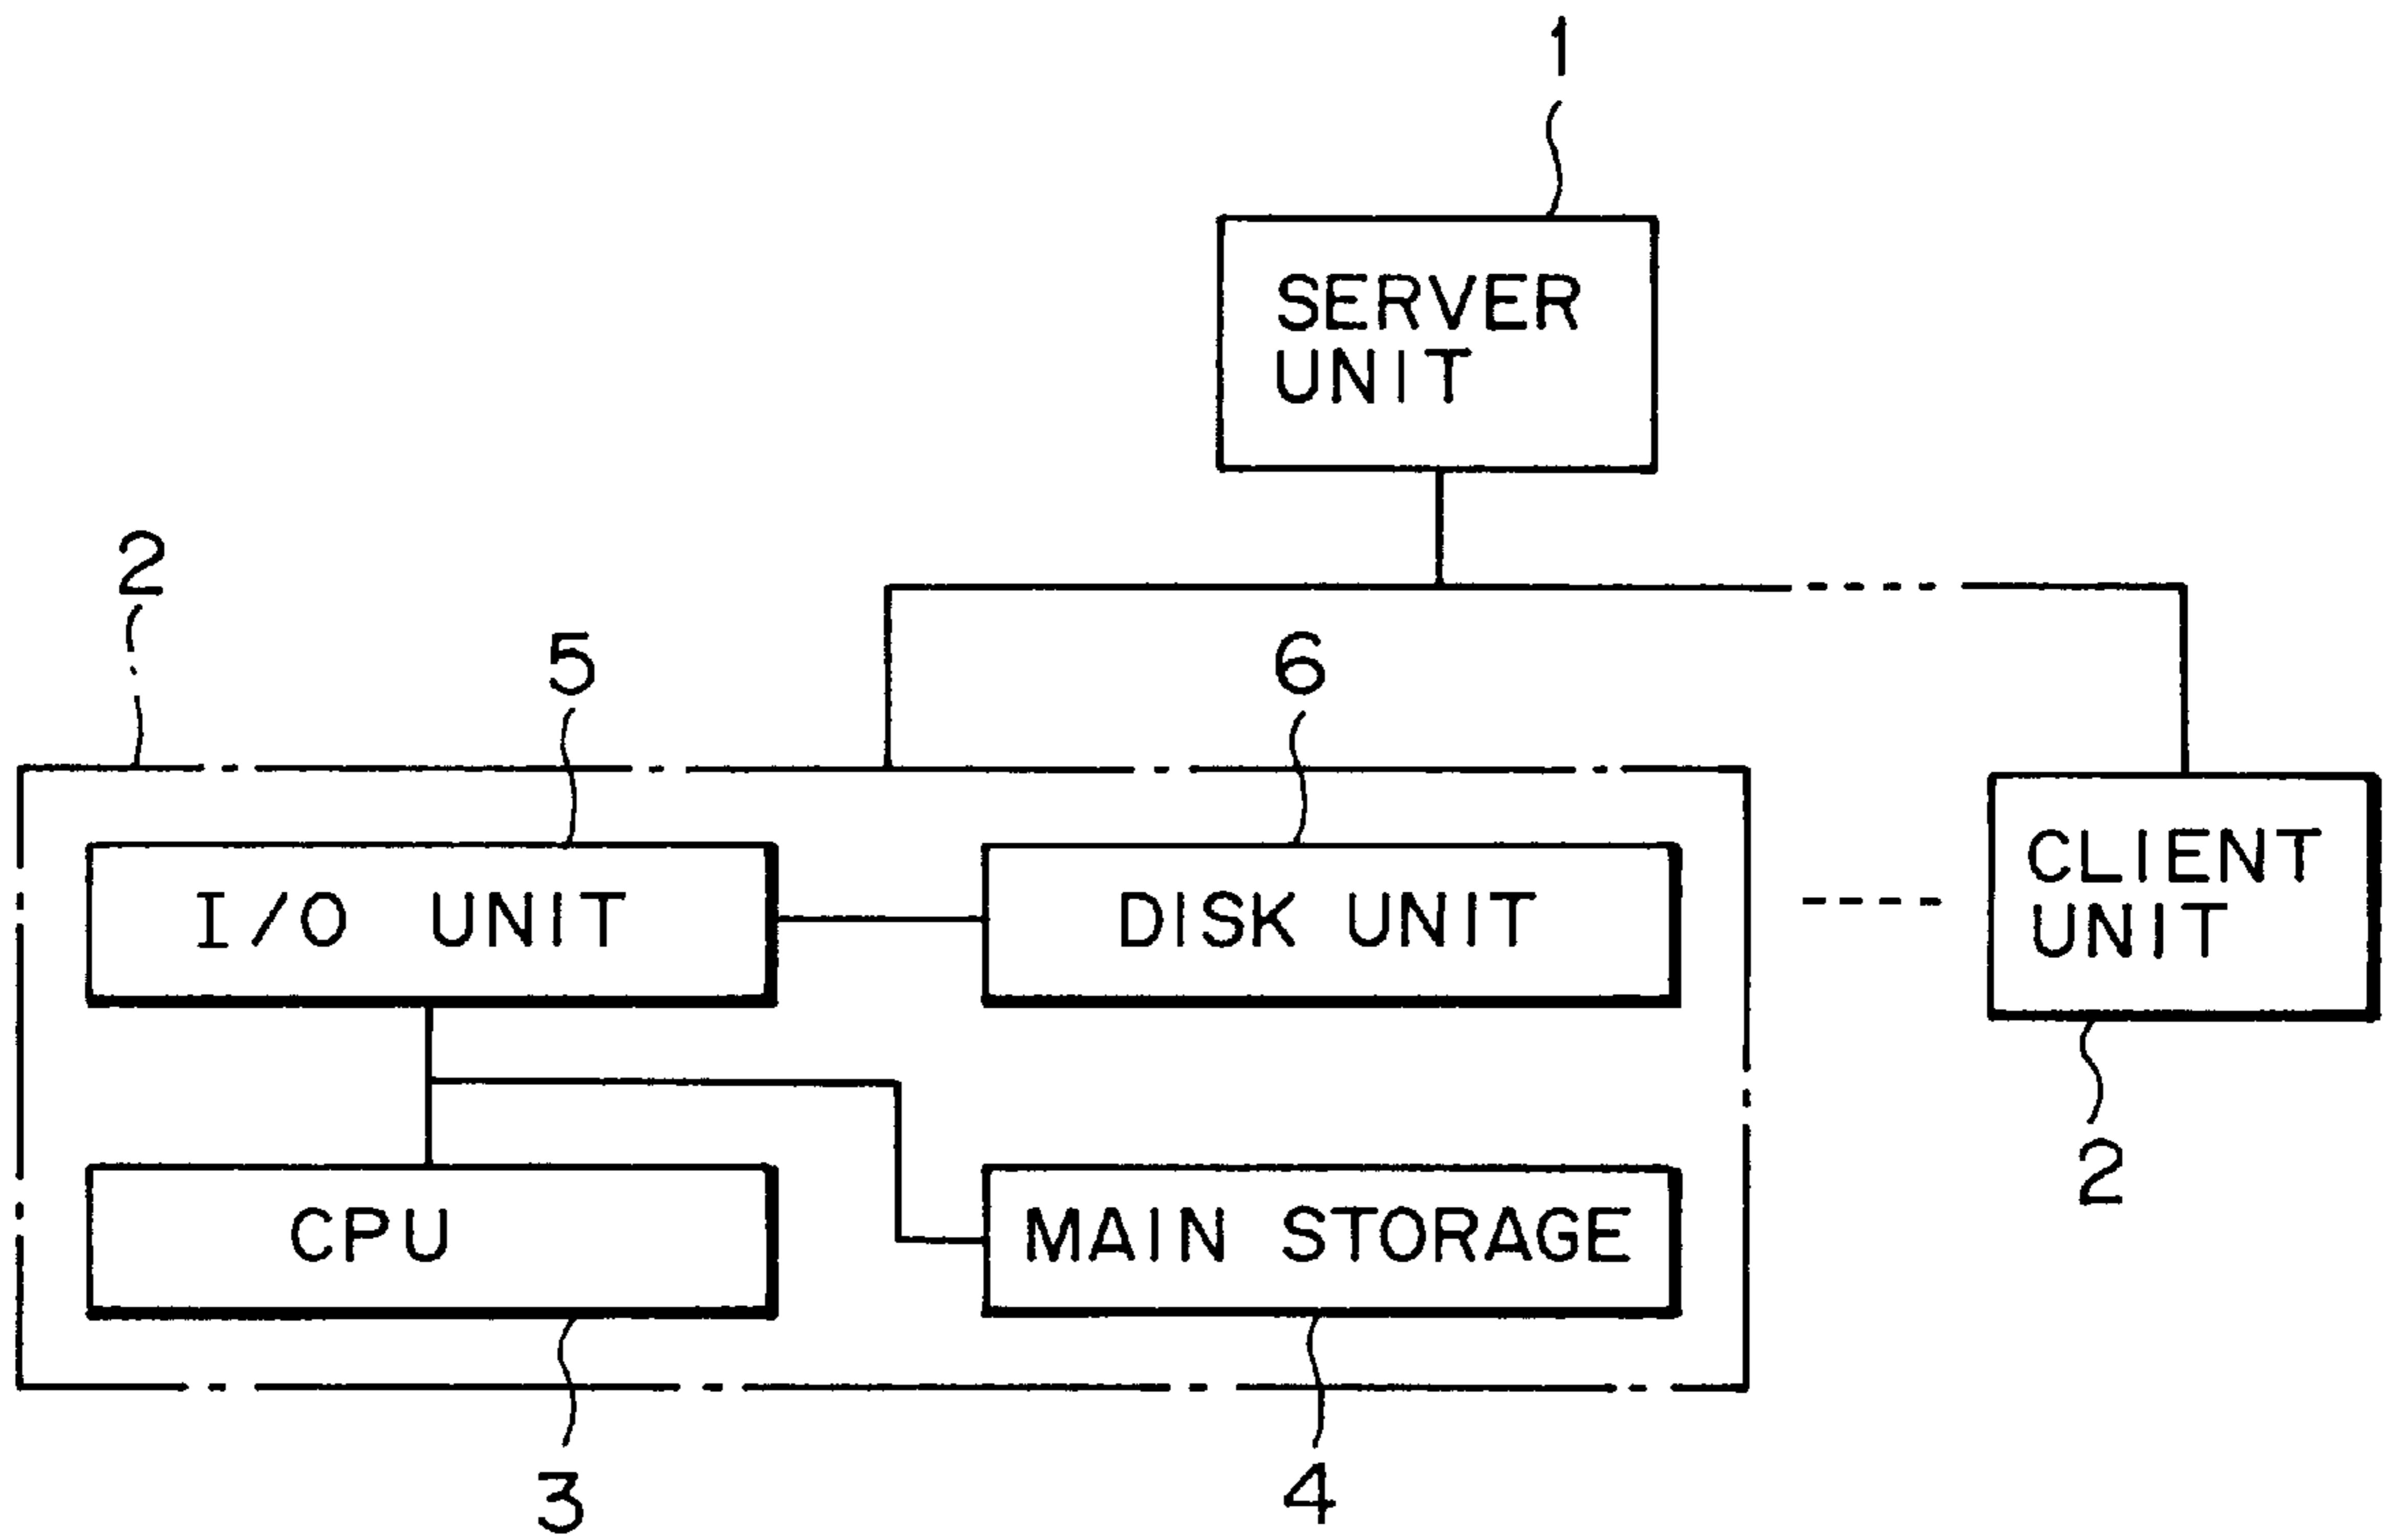 1
SERVER
UNIT
2
5
6
I/O UNIT
DISK UNIT
CLIENT
UNIT
2
CPU
MAIN STORAGE
3
4